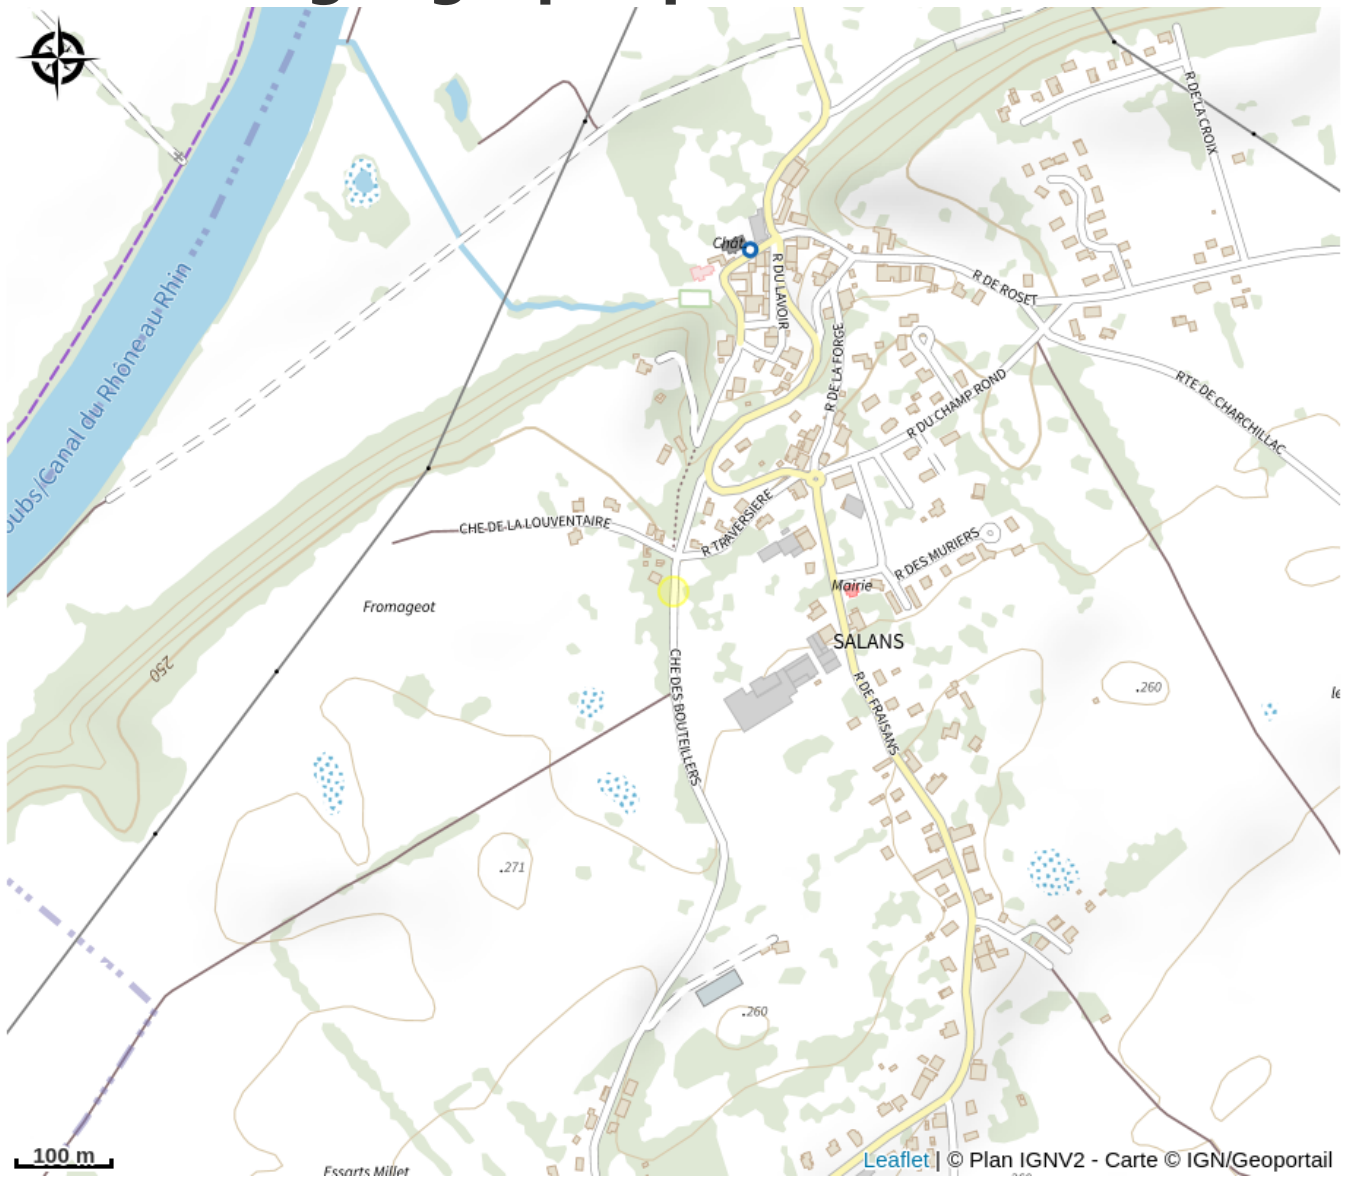 R DE LA CROIX
Chât
R DU LAVOIR
R DE ROSET
oubs/Canal du Rhône au Rhin
R DE LA FORGE
R DU CHAMP ROND
RTE DE CHARCHILLAC
CHE DE LA LOUVENTAIRE
R TRAVERSIERE
R DES MURIERS
Mairie
Fromageot
SALANS
250
CHE DES BOUTEILLERS
R DE FRAISANS
.260
le
.271
.260
100 m
Essarts Millet
Leaflet | © Plan IGNV2 - Carte © IGN/Geoportail